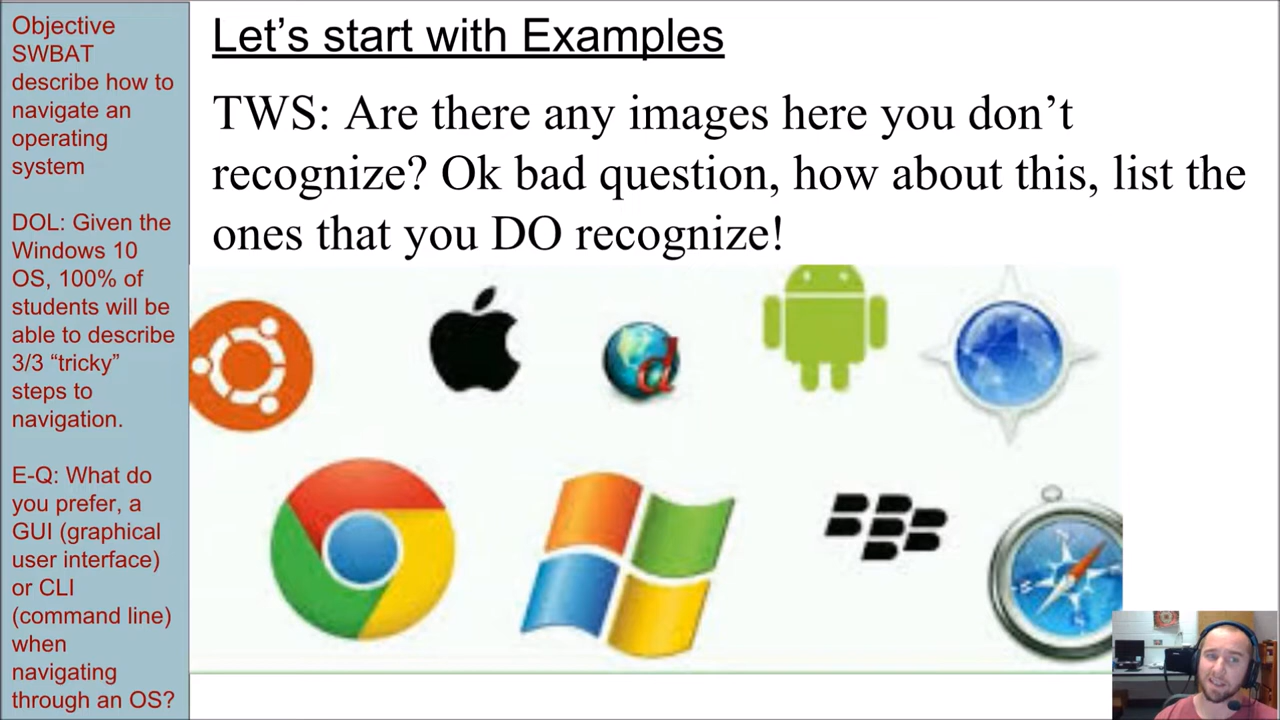 Objective
SWBAT
describe how to
navigate an
operating
system
DOL: Given the
Windows 10
OS, 100% of
students will be
able to describe
3/3 “tricky”
steps to
navigation.
E-Q: What do
you prefer, a
GUI (graphical
user interface)
or CLI
(command line)
when
navigating
through an OS?
Let’s start with Examples
TWS: Are there any images here you don’t
recognize? Ok bad question, how about this, list the
ones that you DO recognize!
d